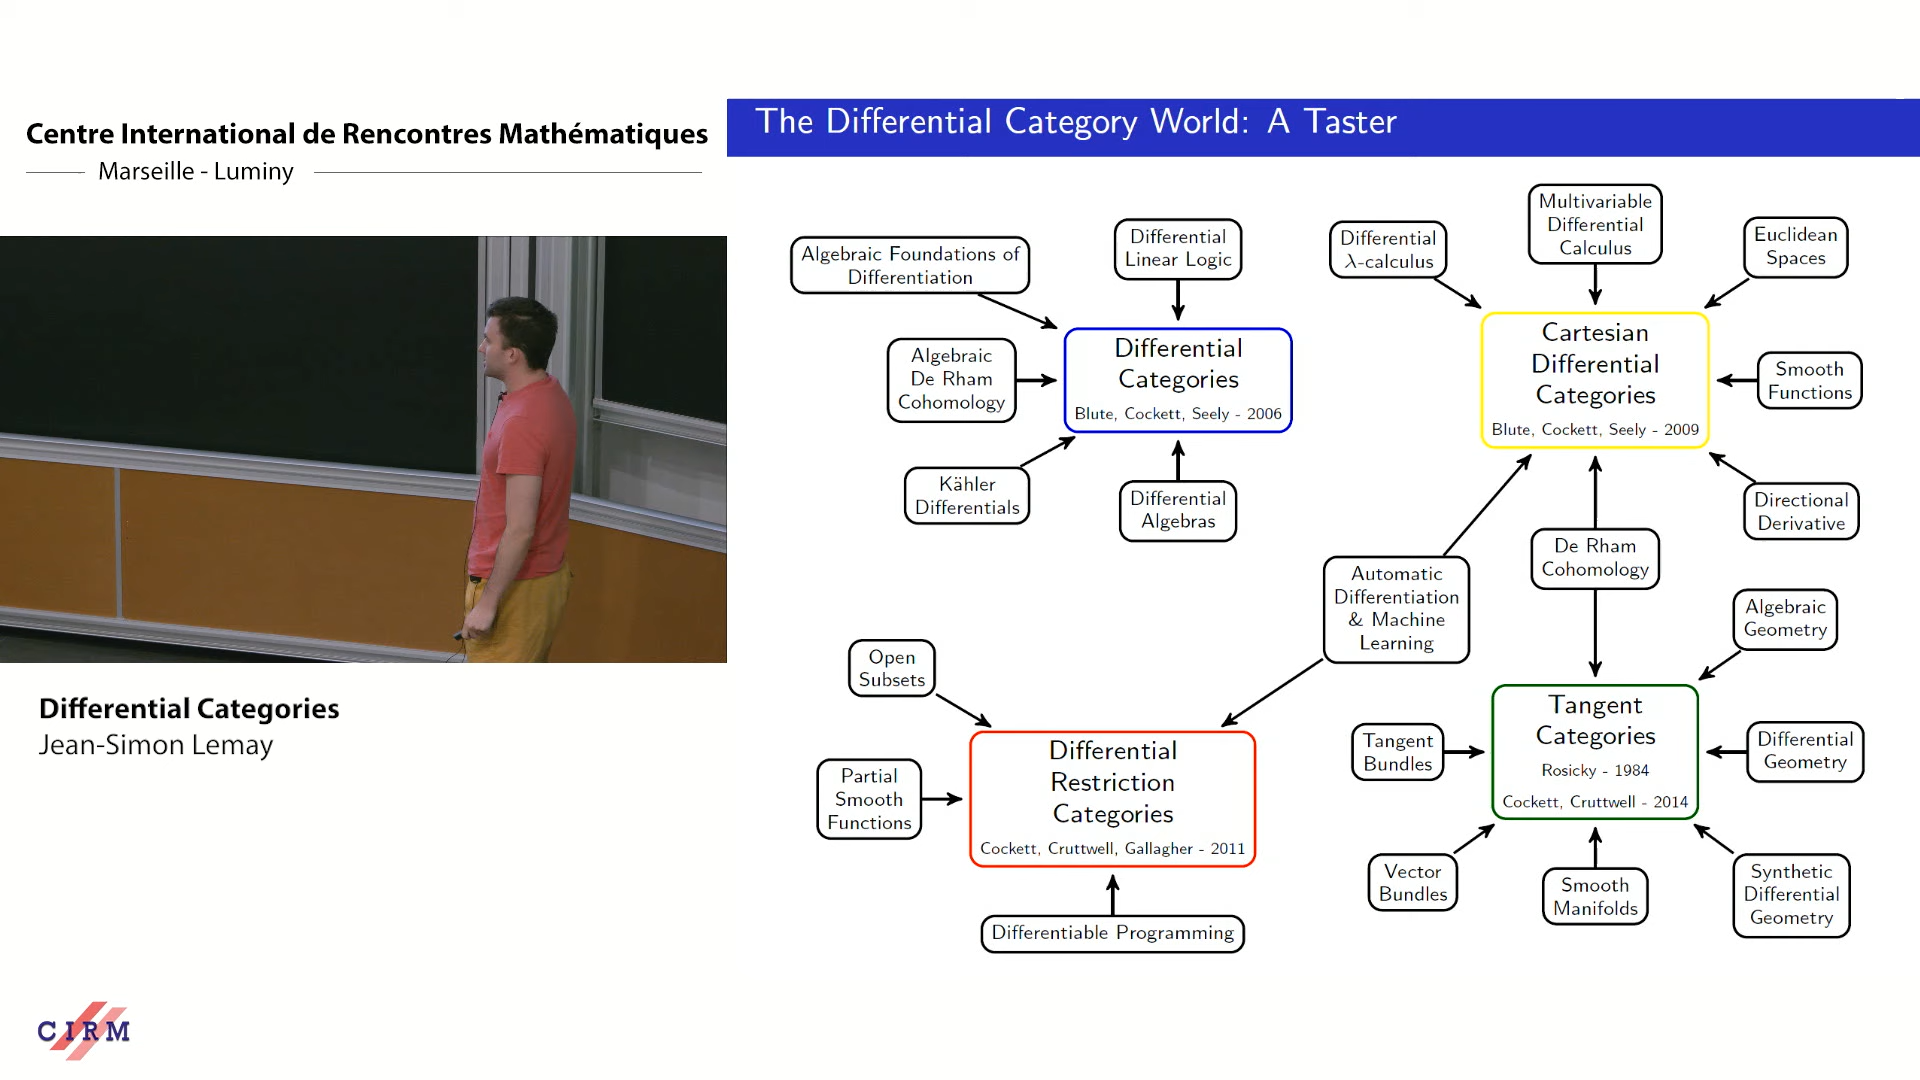 Centre International de Rencontres Mathématiques
Marseille - Luminy
Differential Categories
Jean-Simon Lemay
CIRM
The Differential Category World: A Taster
Algebraic Foundations of
Differentiation
Differential
Linear Logic
Algebraic
De Rham
Cohomology
Differential
Categories
Blute, Cockett, Seely - 2006
Kähler
Differentials
Differential
Algebras
Differential
λ-calculus
Multivariable
Differential
Calculus
Euclidean
Spaces
Cartesian
Differential
Categories
Blute, Cockett, Seely - 2009
Smooth
Functions
Directional
Derivative
De Rham
Cohomology
Automatic
Differentiation
& Machine
Learning
Algebraic
Geometry
Open
Subsets
Partial
Smooth
Functions
Differential
Restriction
Categories
Cockett, Cruttwell, Gallagher - 2011
Differentiable Programming
Tangent
Bundles
Tangent
Categories
Rosicky - 1984
Cockett, Cruttwell - 2014
Differential
Geometry
Vector
Bundles
Smooth
Manifolds
Synthetic
Differential
Geometry